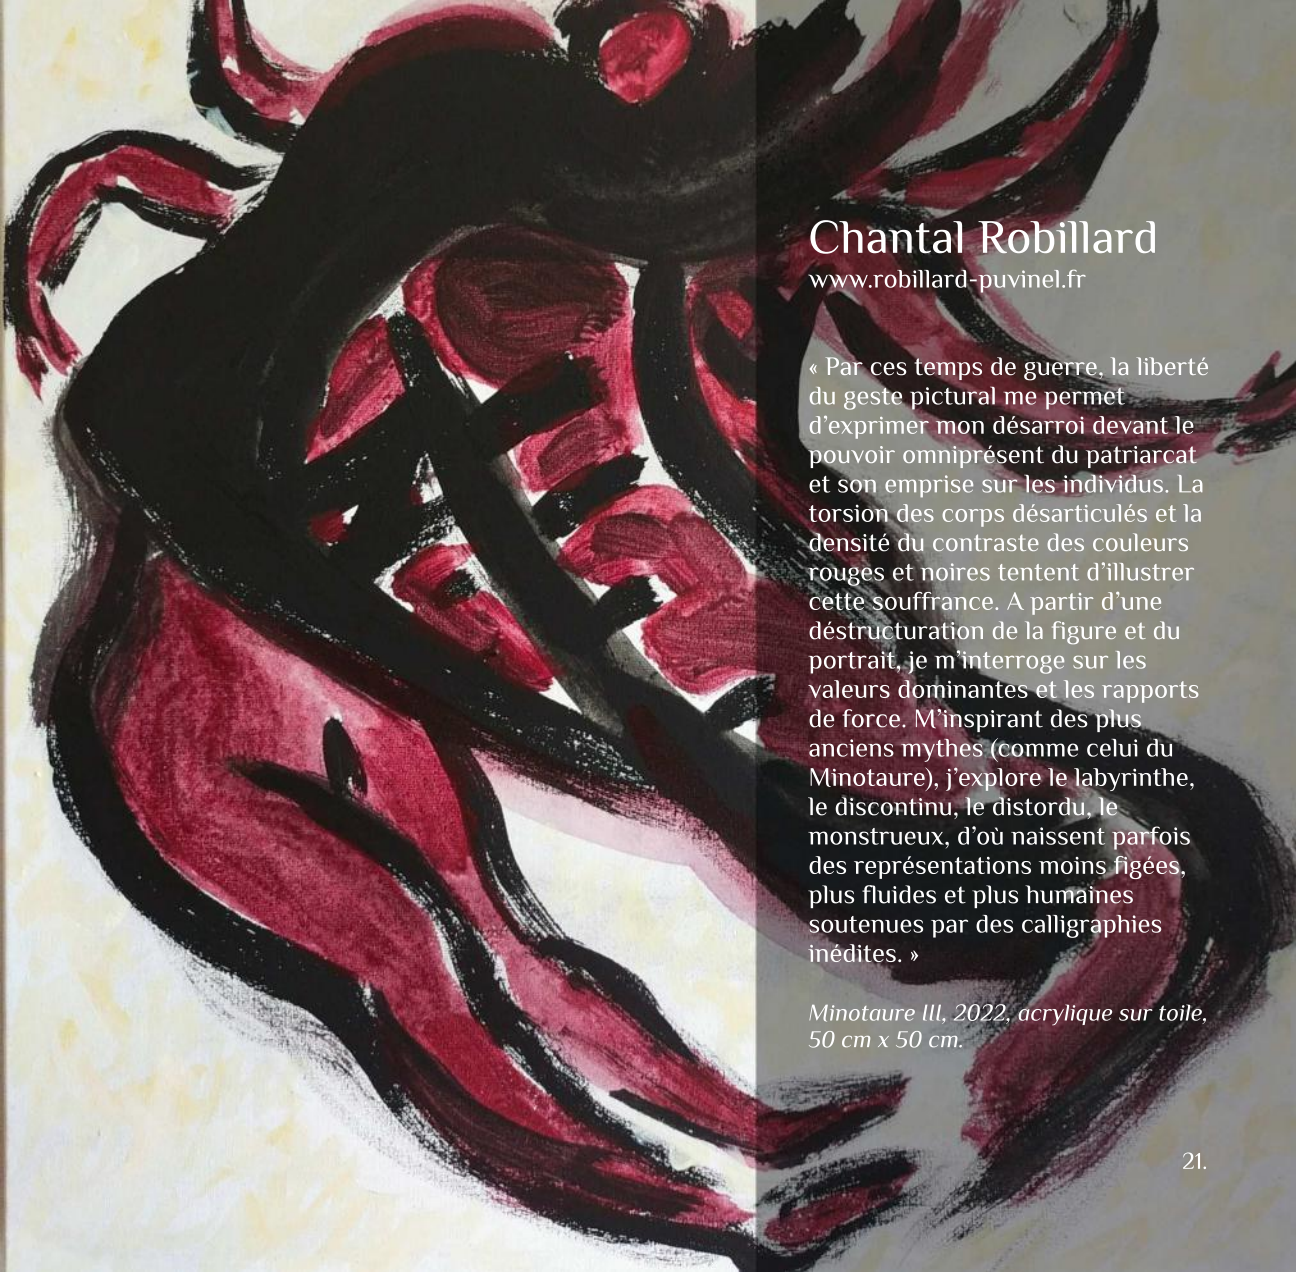 Chantal Robillard
www.robillard-puvinel.fr
« Par ces temps de guerre, la liberté
du geste pictural me permet
d’exprimer mon désarroi devant le
pouvoir omniprésent du patriarcat
et son emprise sur les individus. La
torsion des corps désarticulés et la
densité du contraste des couleurs
rouges et noires tentent d’illustrer
cette souffrance. A partir d’une
déstructuration de la figure et du
portrait, je m’interroge sur les
valeurs dominantes et les rapports
de force. M’inspirant des plus
anciens mythes (comme celui du
Minotaure), j’explore le labyrinthe,
le discontinu, le distordu, le
monstrueux, d’où naissent parfois
des représentations moins figées,
plus fluides et plus humaines
soutenues par des calligraphies
inédites. »
Minotaure III, 2022, acrylique sur toile,
50 cm x 50 cm.
21.